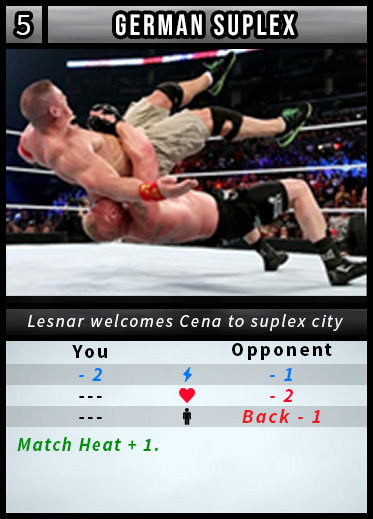 5 GERMAN SUPLEX
Lesnar welcomes Cena to suplex city
You Opponent
- 2 - 1
--- - 2
--- Back - 1
Match Heat + 1.